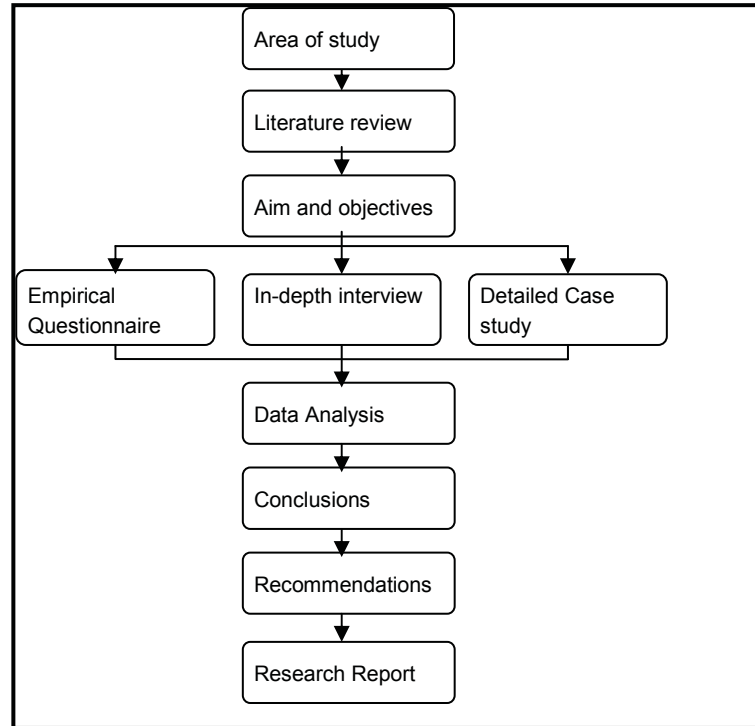 Area of study
Literature review
Aim and objectives
Empirical
Questionnaire
In-depth interview
Detailed Case
study
Data Analysis
Conclusions
Recommendations
Research Report